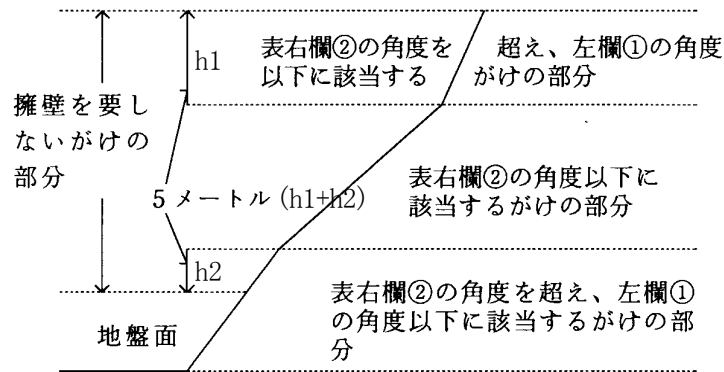 表右欄②の角度を 超え、左欄①の角度
以下に該当する がけの部分
h1
擁壁を要し
ないがけの
部分
5メートル(h1+h2)
表右欄②の角度以下に
該当するがけの部分
h2
表右欄②の角度を超え、左欄①
の角度以下に該当するがけの部
分
地盤面